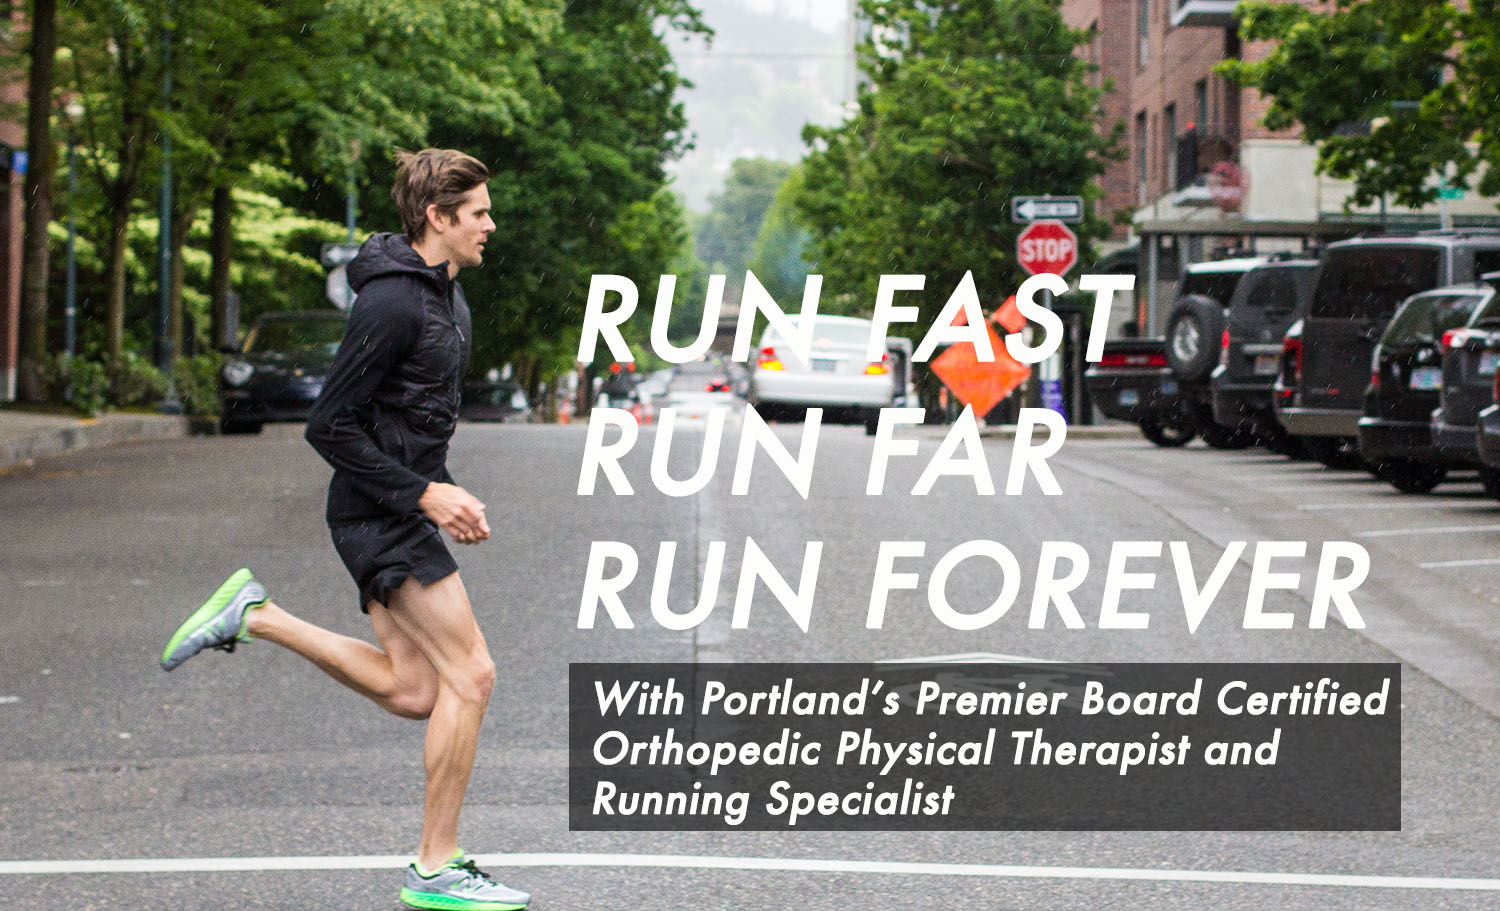 STOP
RUN FAST
RUN FAR
RUN FOREVER
With Portland's Premier Board Certified
Orthopedic Physical Therapist and
Running Specialist